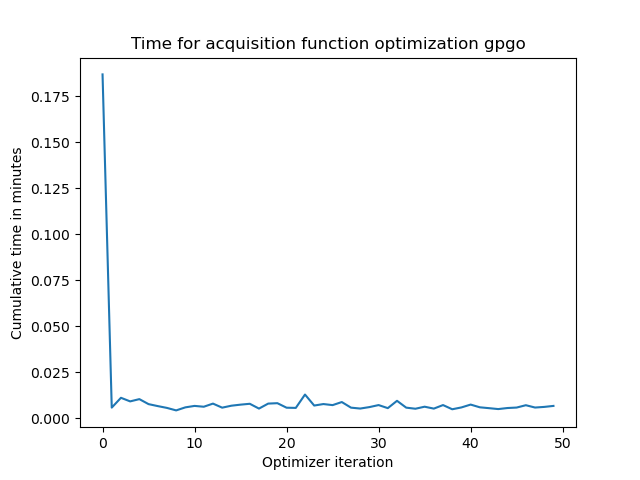 Time for acquisition function optimization gpgo
Cumulative time in minutes
0.175
0.150
0.125
0.100
0.075
0.050
0.025
0.000
0 10 20 30 40 50
Optimizer iteration